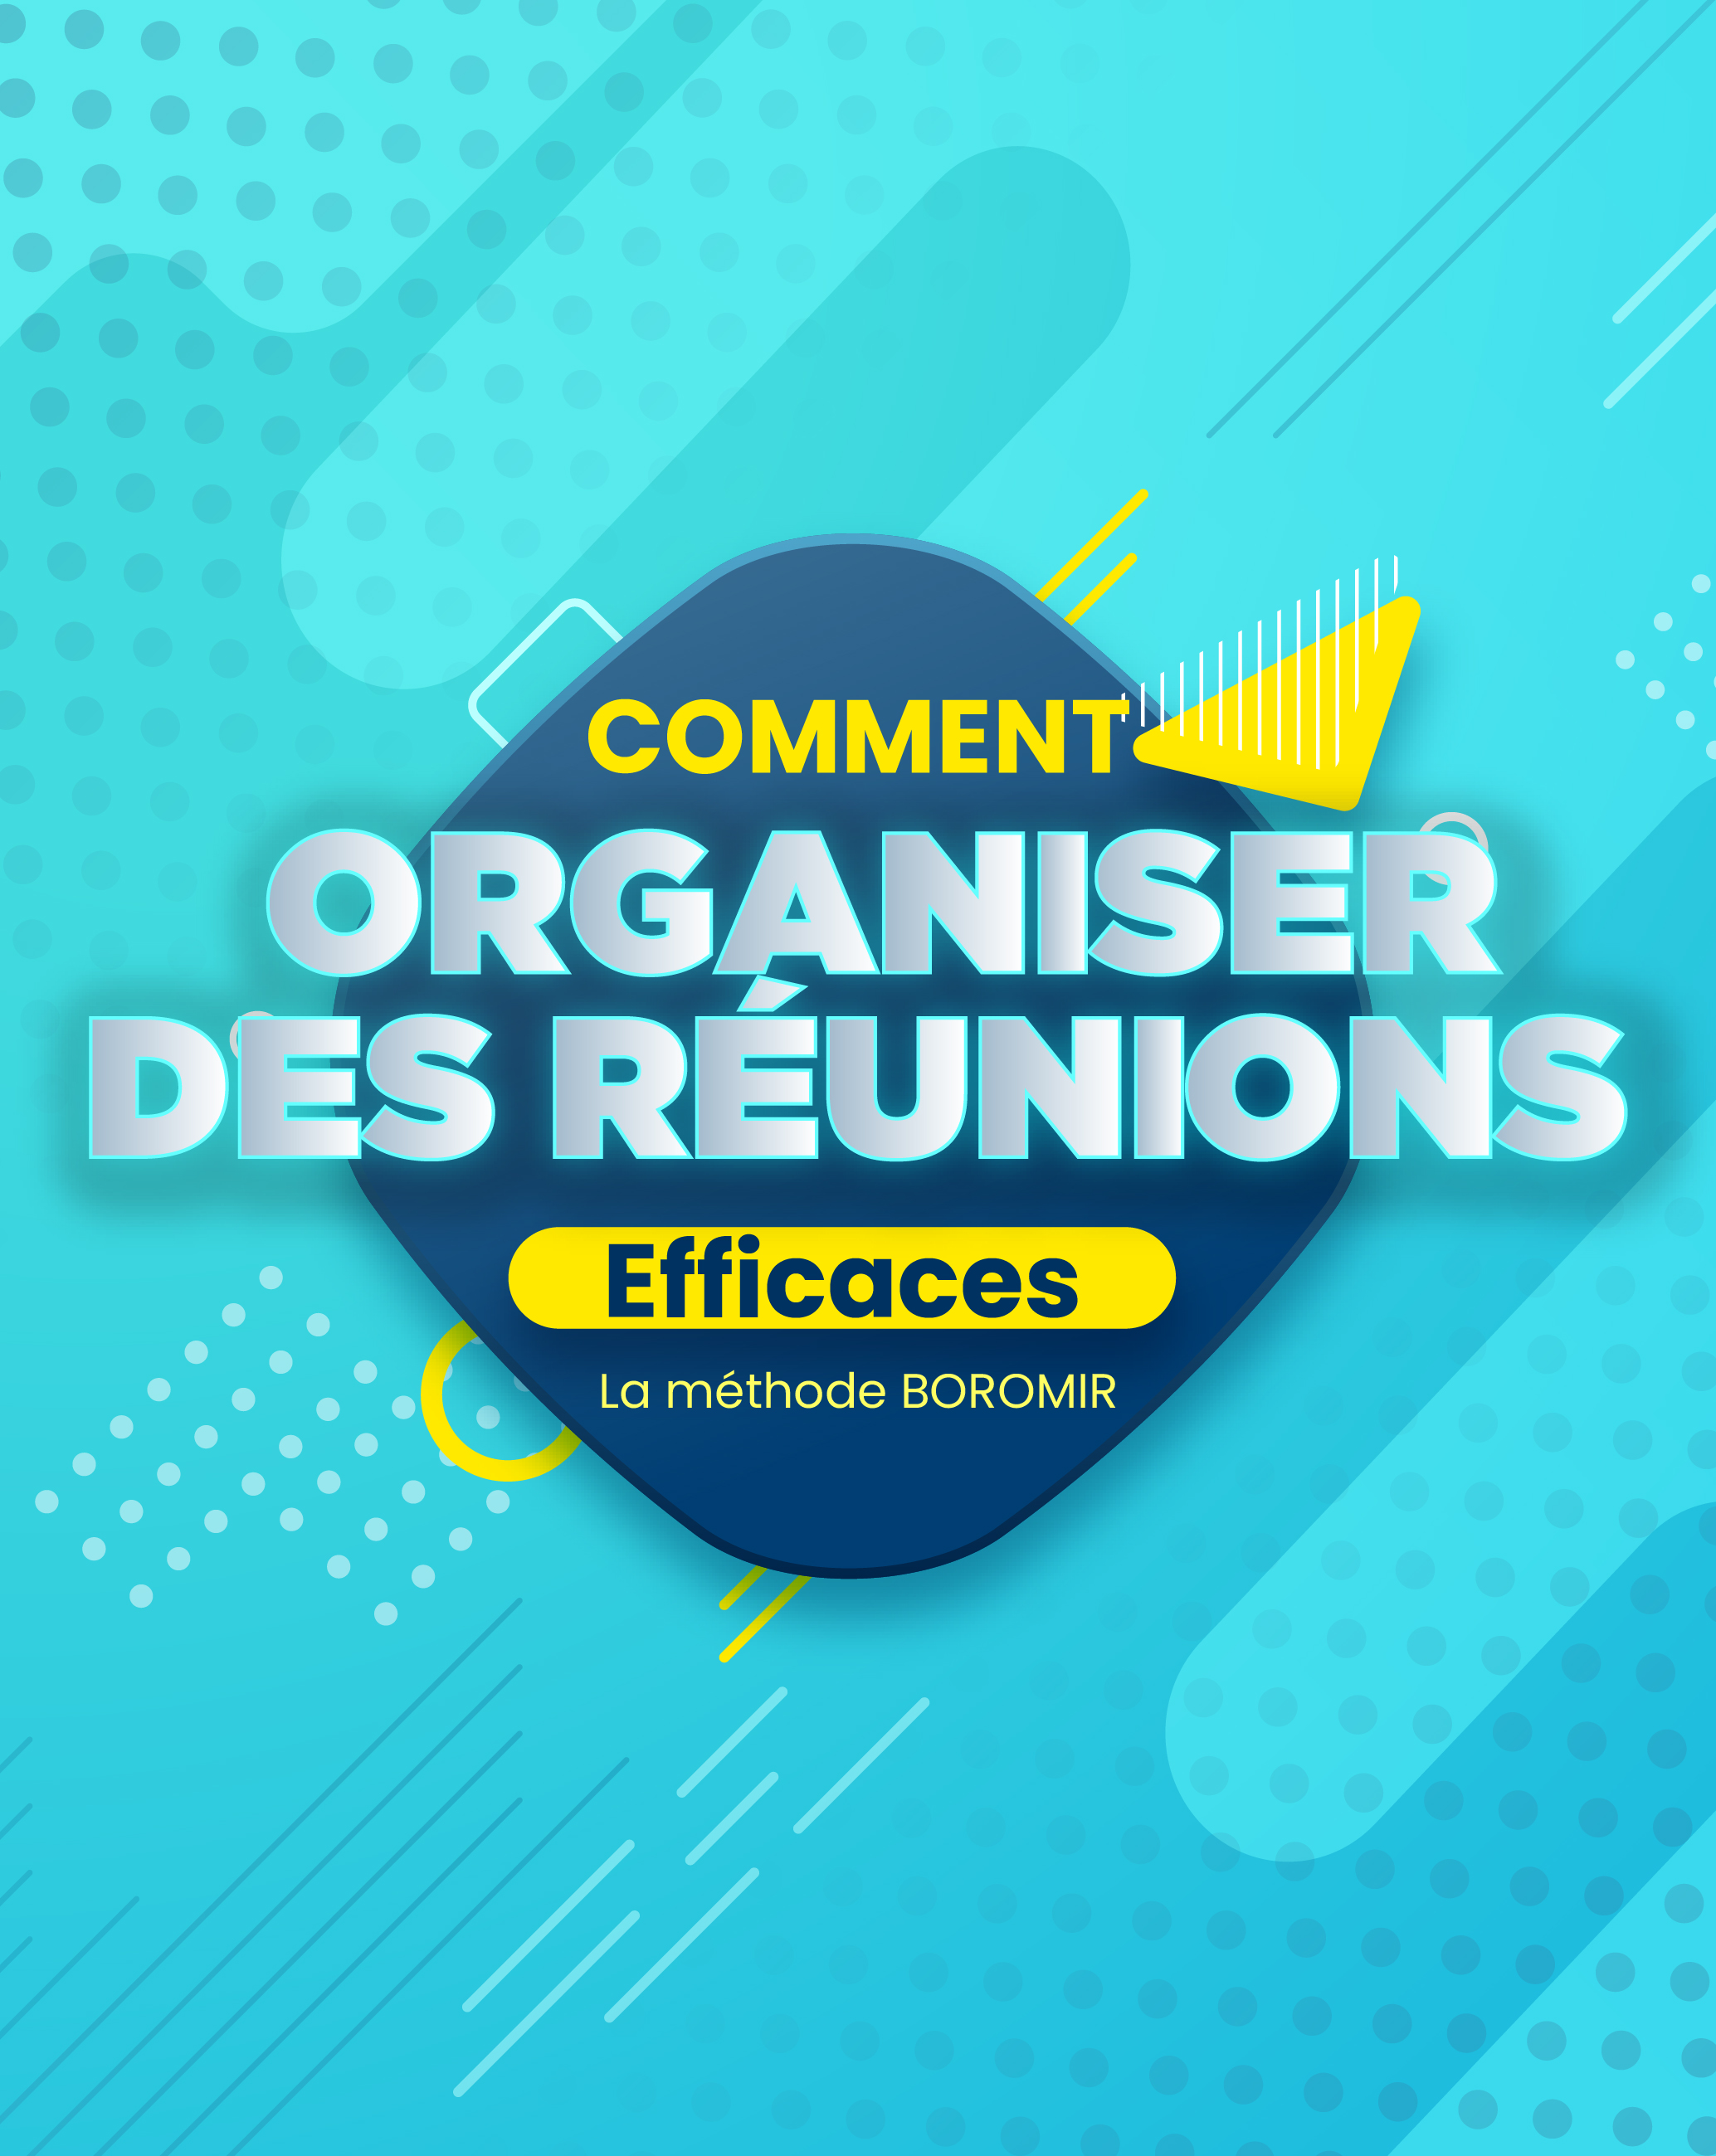 COMMENT
ORGANISER
DES RÉUNIONS
Efficaces
La méthode BOROMIR